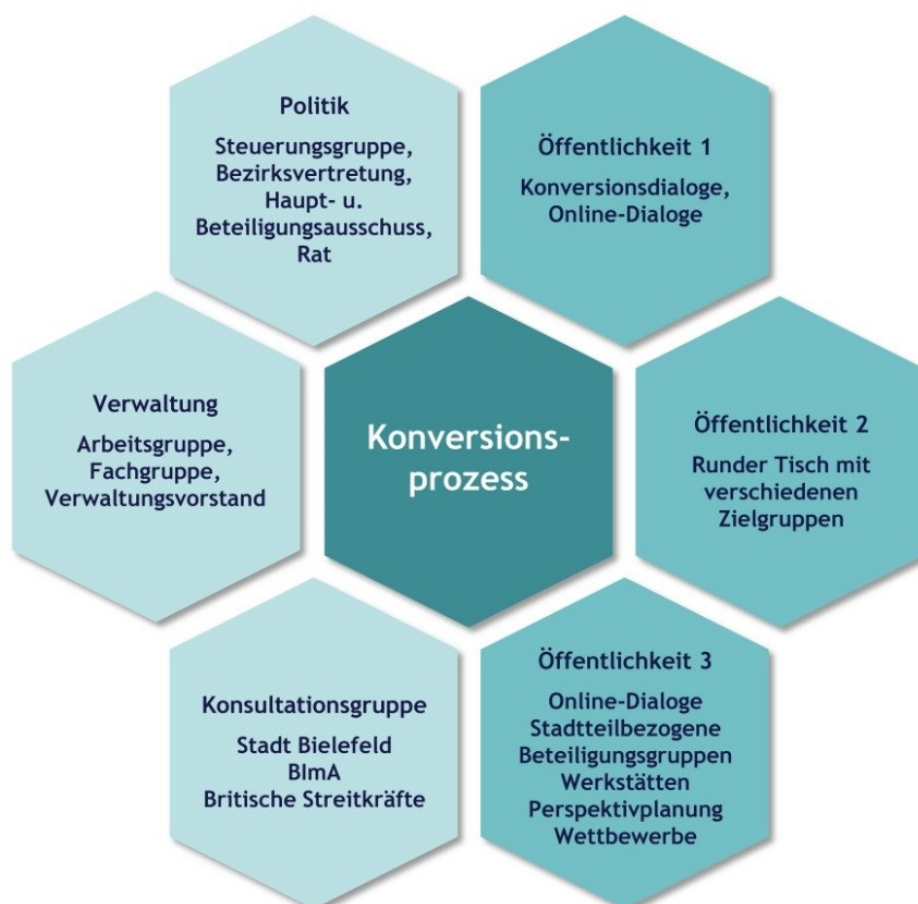 Politik
Steuerungsgruppe,
Bezirksvertretung,
Haupt- u.
Beteiligungsausschuss,
Rat
Öffentlichkeit 1
Konversionsdialoge,
Online-Dialoge
Verwaltung
Arbeitsgruppe,
Fachgruppe,
Verwaltungsvorstand
Konversions-
prozess
Öffentlichkeit 2
Runder Tisch mit
verschiedenen
Zielgruppen
Konsultationsgruppe
Stadt Bielefeld
BImA
Britische Streitkräfte
Öffentlichkeit 3
Online-Dialoge
Stadtteilbezogene
Beteiligungsgruppen
Werkstätten
Perspektivplanung
Wettbewerbe